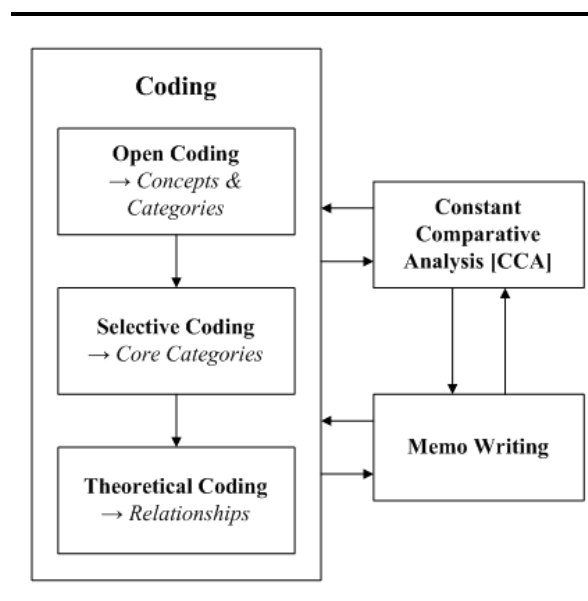 Coding
Open Coding
→ Concepts &
Categories
Selective Coding
→ Core Categories
Theoretical Coding
→ Relationships
Constant
Comparative
Analysis [CCA]
Memo Writing